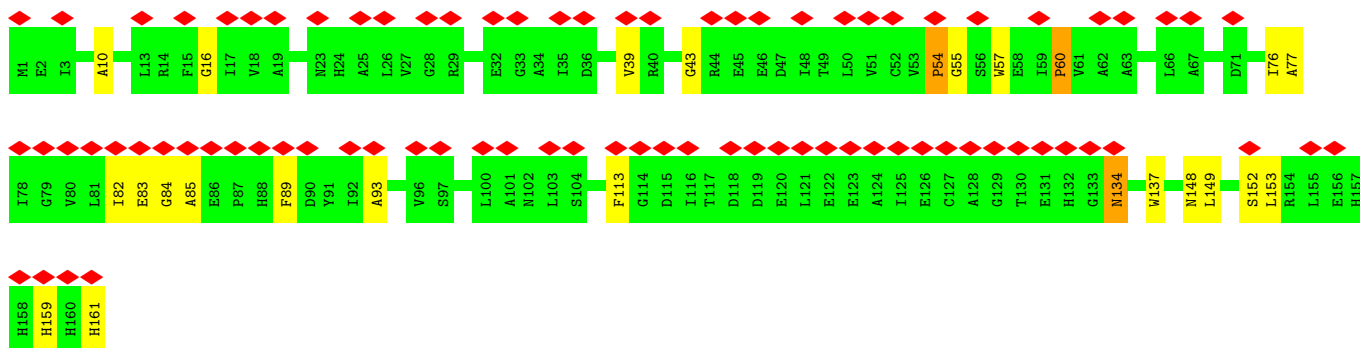 M1 E2 I3 A10 L13 R14 F15 G16 I17 V18 A19 N23 H24 A25 L26 V27 G28 R29 E32 G33 A34 I35 D36 V39 R40 G43 R44 E45 E46 D47 I48 T49 L50 V51 C52 V53 P54 G55 S56 W57 E58 I59 P60 V61 A62 A63 L66 A67 D71 I76 A77
I78 G79 V80 L81 I82 E83 G84 A85 E86 P87 H88 F89 D90 Y91 I92 A93 V96 S97 L100 A101 N102 L103 S104 F113 G114 D115 I116 T117 D118 D119 E120 L121 E122 E123 A124 I125 E126 C127 A128 G129 T130 E131 H132 G133 N134 W137 N148 L149 S152 L153 R154 L155 E156 H157
H158 H159 H160 H161